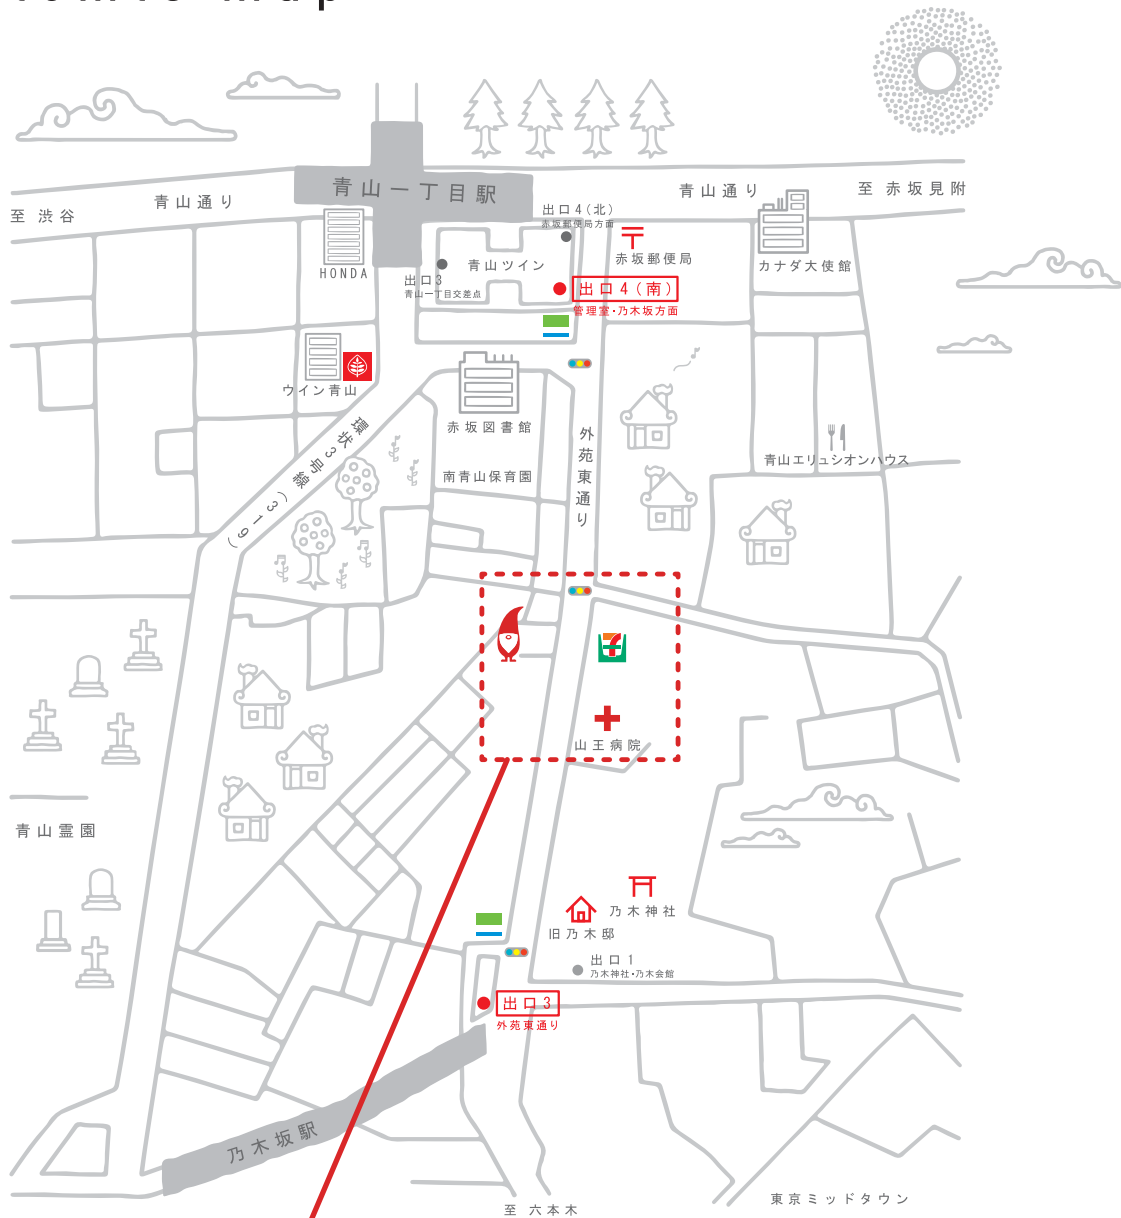 青山一丁目駅
青山通り
至 渋谷
青山通り
至 赤坂見附
出口4(北)
赤坂郵便局方面
HONDA
出口3
青山一丁目交差点
青山ツイン
赤坂郵便局
カナダ大使館
出口4(南)
管理室・乃木坂方面
ウイン青山
赤坂図書館
環状3号線(319)
外苑東通り
南青山保育園
青山エリュシオンハウス
7
山王病院
青山霊園
乃木神社
旧乃木邸
出口1
乃木神社・乃木会館
出口3
外苑東通り
乃木坂駅
東京ミッドタウン
至 六本木